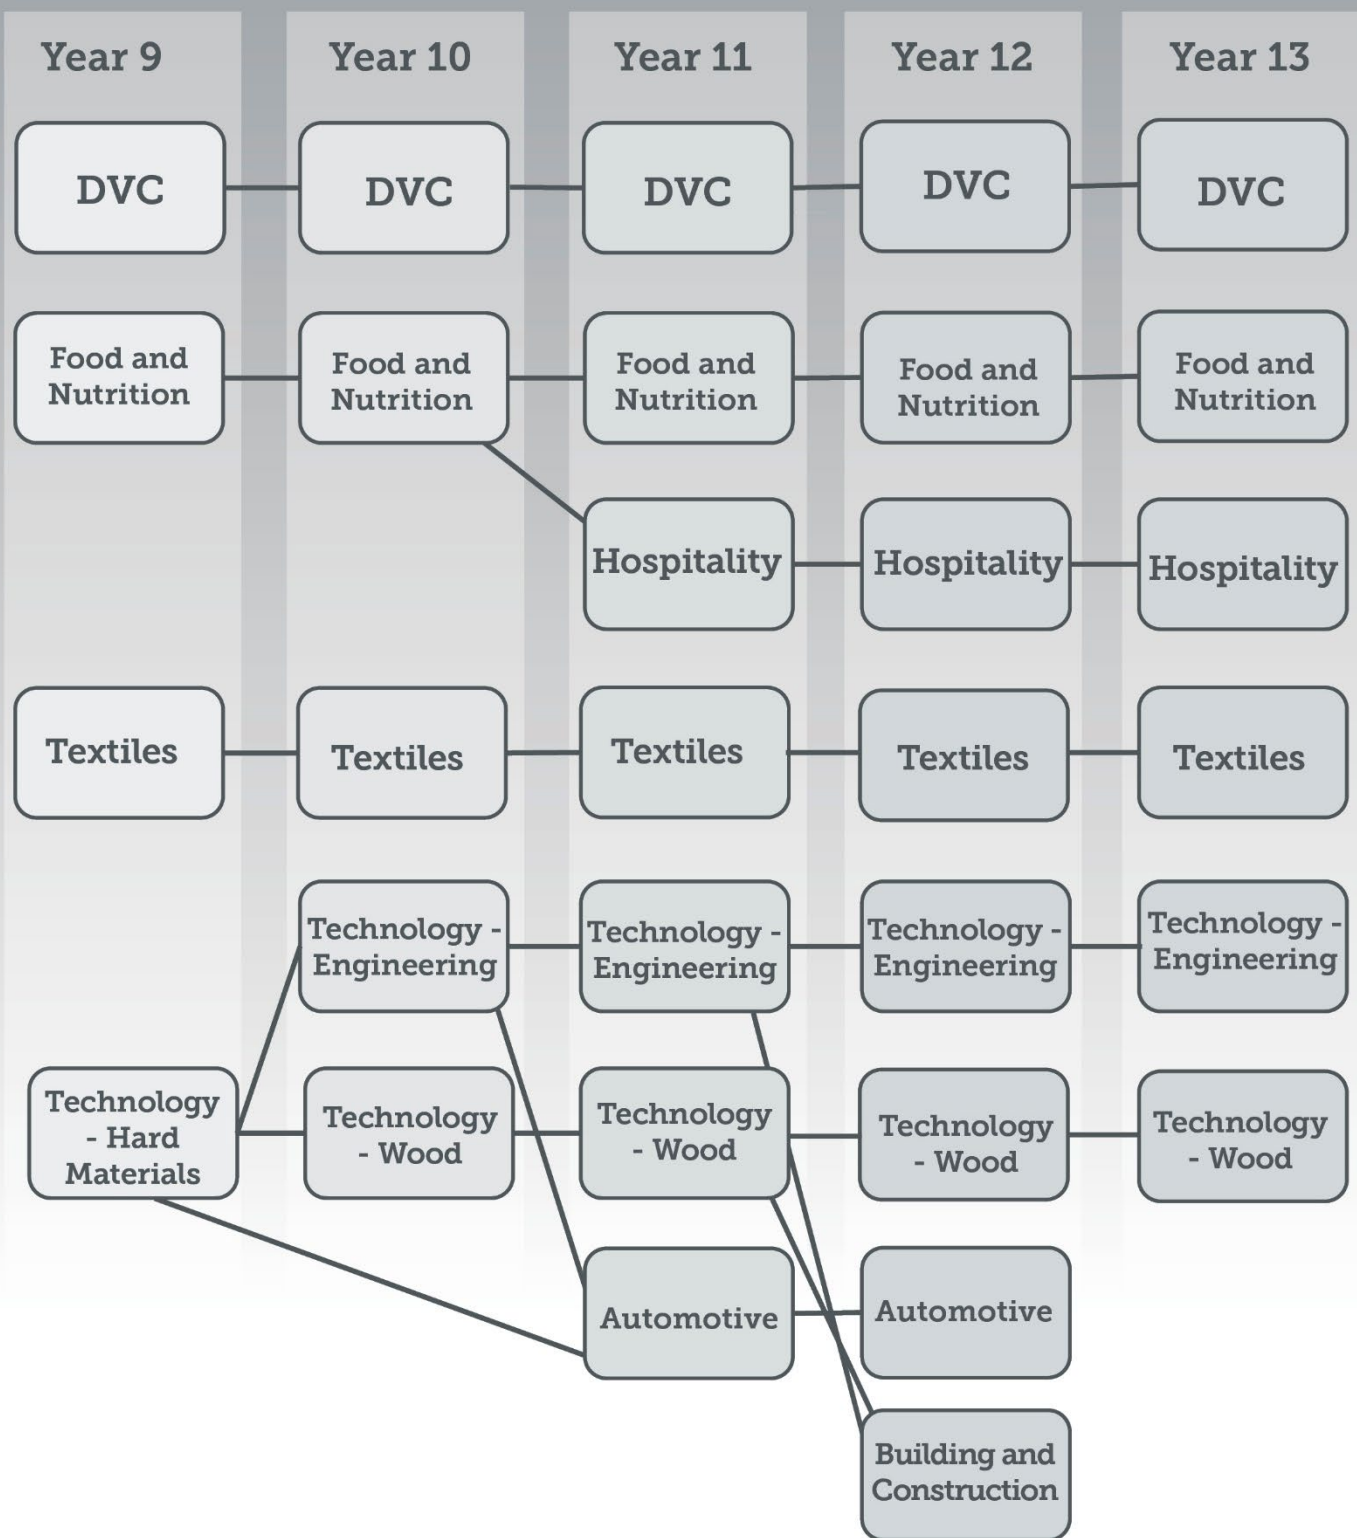 Year 9
Year 10
Year 11
Year 12
Year 13
DVC
DVC
DVC
DVC
DVC
Food and
Nutrition
Food and
Nutrition
Food and
Nutrition
Food and
Nutrition
Food and
Nutrition
Hospitality
Hospitality
Hospitality
Textiles
Textiles
Textiles
Textiles
Textiles
Technology -
Engineering
Technology -
Engineering
Technology -
Engineering
Technology -
Engineering
Technology
- Hard
Materials
Technology
- Wood
Technology
- Wood
Technology
- Wood
Technology
- Wood
Automotive
Automotive
Building and
Construction